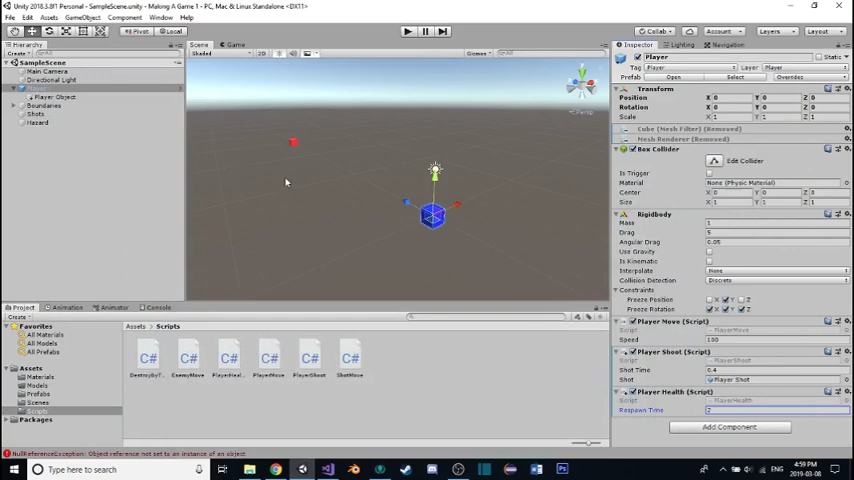 Unity 2018.3.8f1 Personal - SampleScene.unity - Making A Game 1 - PC, Mac & Linux Standalone <DX11>
File Edit Assets GameObject Component Window Help
Pivot Local Collab Account Layers Layout
Hierarchy Scene Game Inspector Lighting Navigation
Create Shaded 2D Gizmos Player Static
SampleScene Tag Player Layer Player
Main Camera Prefab Open Select Overrides
Directional Light
Player Transform
Player Object Position X 0 Y 0 Z 0
Boundaries Rotation X 0 Y 0 Z 0
Shots Persp Scale X 1 Y 1 Z 1
Hazard
Cube (Mesh Filter) (Removed)
Mesh Renderer (Removed)
Box Collider
Edit Collider
Is Trigger
Material None (Physic Material)
Center X 0 Y 0 Z 0
Size X 1 Y 1 Z 1
Rigidbody
Mass 1
Drag 5
Angular Drag 0.05
Use Gravity
Is Kinematic
Interpolate None
Collision Detection Discrete
Constraints
Freeze Position X Y Z
Freeze Rotation X Y Z
Project Animation Animator Console
Create
Favorites Assets Scripts
All Materials
All Models
All Prefabs
Assets
Materials
Models
Prefabs
Scenes
Scripts
Packages
DestroyByT... EnemyMove PlayerHeal... PlayerMove PlayerShoot ShotMove
Player Move (Script)
Script PlayerMove
Speed 100
Player Shoot (Script)
Script PlayerShoot
Shot Time 0.4
Shot Player Shot
Player Health (Script)
Script PlayerHealth
Respawn Time 2
Add Component
NullReferenceException: Object reference not set to an instance of an object
Type here to search
ENG
4:59 PM
2019-03-08